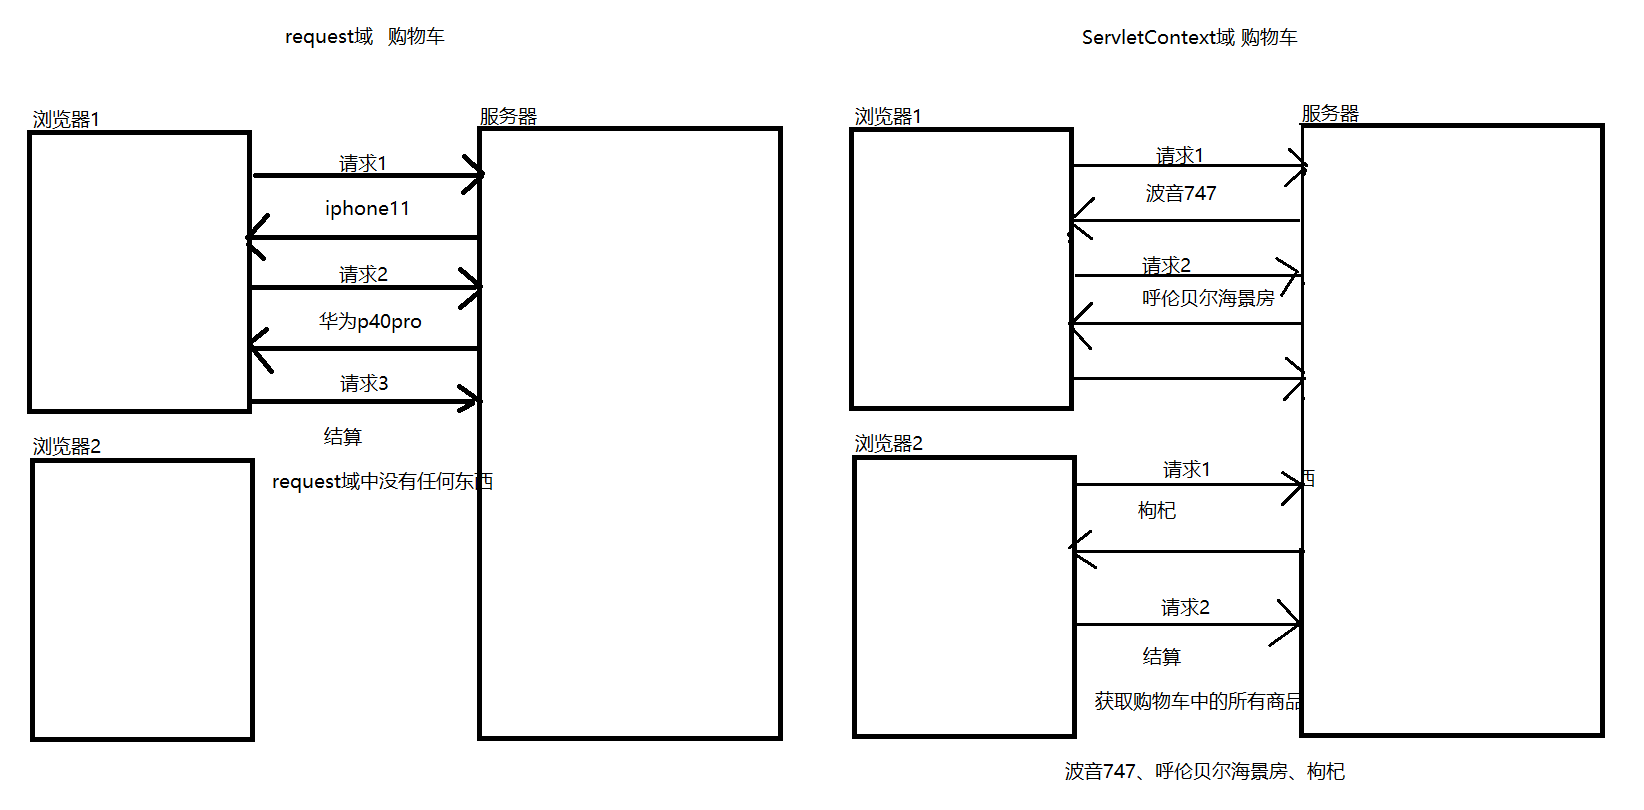 request域 购物车
浏览器1
服务器
请求1
iphone11
请求2
华为p40pro
请求3
结算
浏览器2
request域中没有任何东西
ServletContext域 购物车
浏览器1
服务器
请求1
波音747
请求2
呼伦贝尔海景房
浏览器2
请求1
西
枸杞
请求2
结算
获取购物车中的所有商品
波音747、呼伦贝尔海景房、枸杞